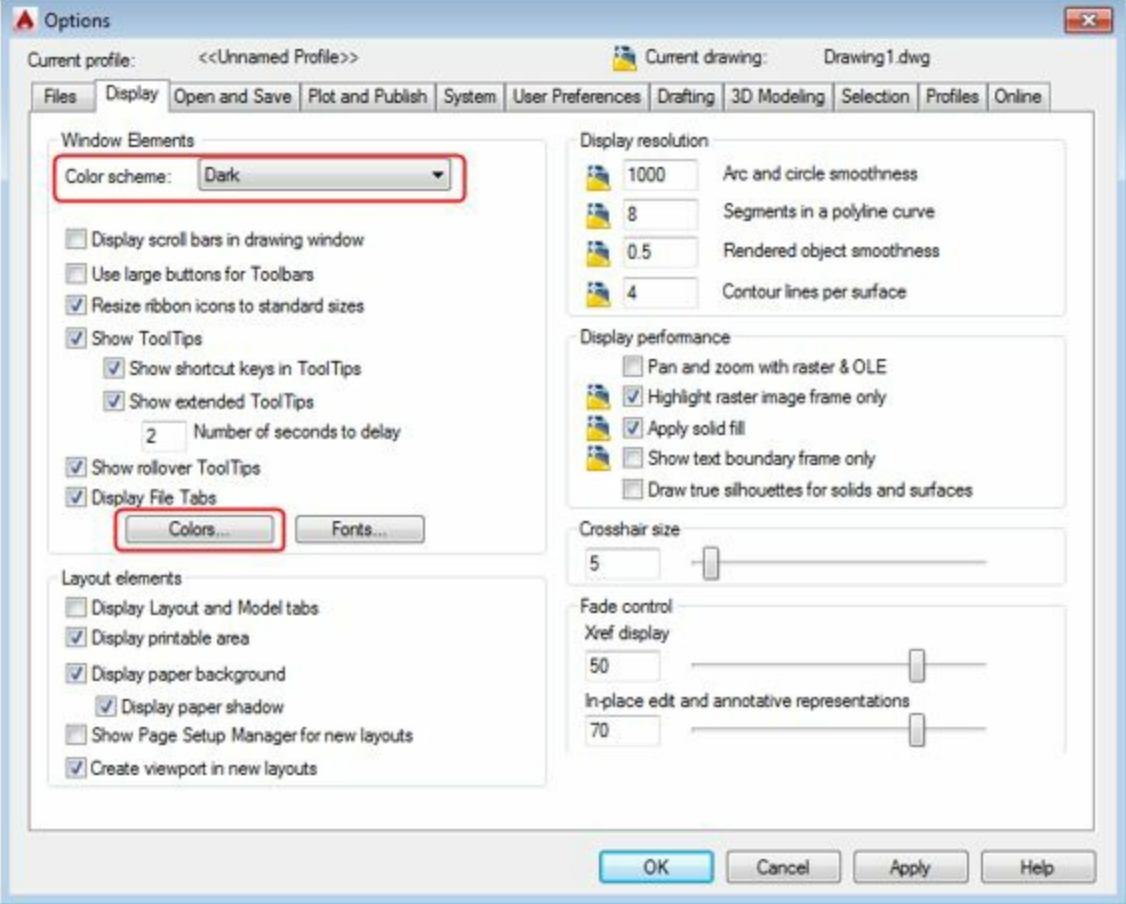 Options
Current profile: <<Unnamed Profile>> Current drawing: Drawing1.dwg
Files Display Open and Save Plot and Publish System User Preferences Drafting 3D Modeling Selection Profiles Online
Window Elements
Color scheme: Dark
Display scroll bars in drawing window
Use large buttons for Toolbars
Resize ribbon icons to standard sizes
Show ToolTips
Show shortcut keys in ToolTips
Show extended ToolTips
2 Number of seconds to delay
Show rollover ToolTips
Display File Tabs
Colors... Fonts...
Layout elements
Display Layout and Model tabs
Display printable area
Display paper background
Display paper shadow
Show Page Setup Manager for new layouts
Create viewport in new layouts
Display resolution
1000 Arc and circle smoothness
8 Segments in a polyline curve
0.5 Rendered object smoothness
4 Contour lines per surface
Display performance
Pan and zoom with raster & OLE
Highlight raster image frame only
Apply solid fill
Show text boundary frame only
Draw true silhouettes for solids and surfaces
Crosshair size
5
Fade control
Xref display
50
In-place edit and annotative representations
70
OK Cancel Apply Help